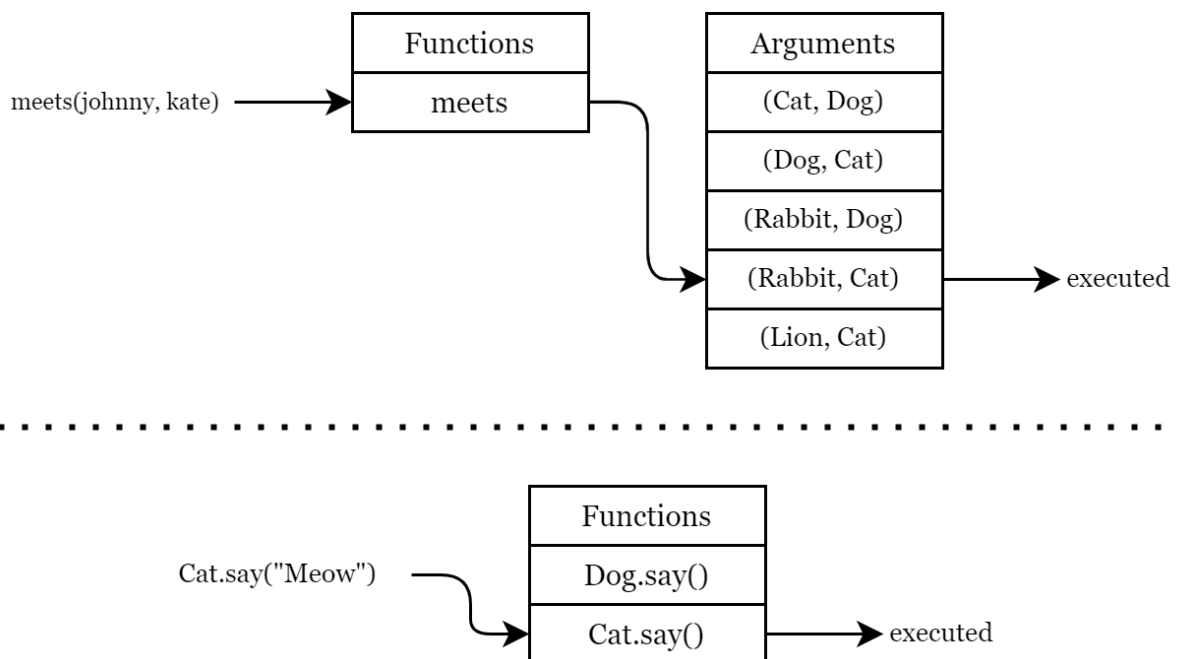 Functions
Arguments
meets(johnny, kate)
meets
(Cat, Dog)
(Dog, Cat)
(Rabbit, Dog)
(Rabbit, Cat)
executed
(Lion, Cat)
Functions
Cat.say("Meow")
Dog.say()
Cat.say()
executed